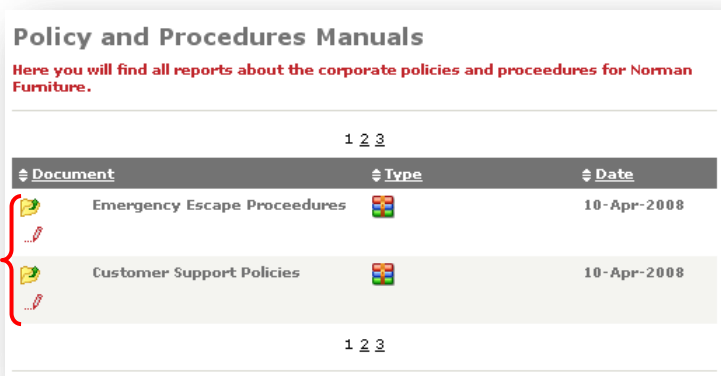 Policy and Procedures Manuals
Here you will find all reports about the corporate policies and proceedures for Norman
Furniture.
1 2 3
Document Type Date
Emergency Escape Proceedures 10-Apr-2008
Customer Support Policies 10-Apr-2008
1 2 3